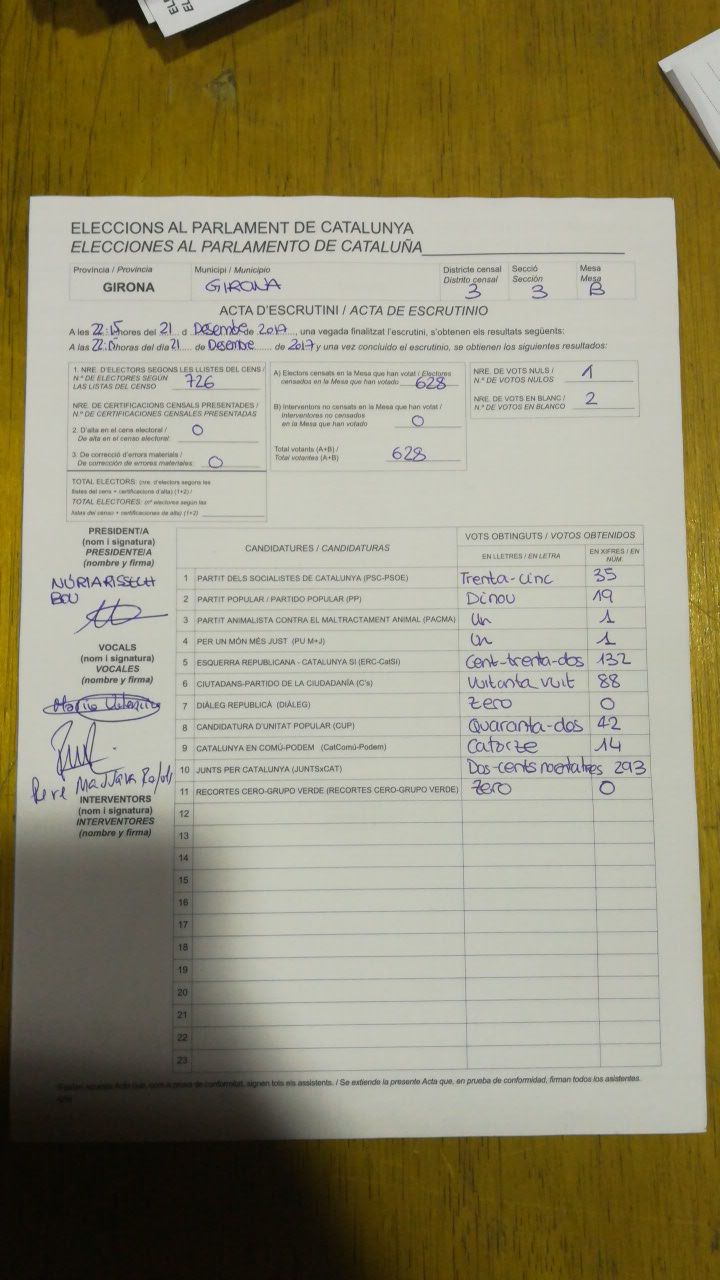 ELECCIONS AL PARLAMENT DE CATALUNYA
ELECCIONES AL PARLAMENTO DE CATALUÑA
Província / Provincia
GIRONA
Municipi / Municipio
GIRONA
Districte censal
Distrito censal
3
Secció
Sección
3
Mesa
Mesa
B
ACTA D'ESCRUTINI / ACTA DE ESCRUTINIO
A les 22:15 hores del 21 d Desembre de 2017, una vegada finalitzat l'escrutini, s'obtenen els resultats següents:
A las 22:15 horas del día 21 de Desembre de 2017 y una vez concluido el escrutinio, se obtienen los siguientes resultados:
1. NRE. D'ELECTORS SEGONS LES LLISTES DEL CENS /
N.º DE ELECTORES SEGÚN
LAS LISTAS DEL CENSO 726
NRE. DE CERTIFICACIONS CENSALS PRESENTADES /
N.º DE CERTIFICACIONES CENSALES PRESENTADAS
2. D'alta en el cens electoral /
De alta en el censo electoral: 0
3. De correcció d'errors materials /
De corrección de errores materiales: 0
TOTAL ELECTORS: (nre. d'electors segons les
llistes del cens + certificacions d'alta) (1+2) /
TOTAL ELECTORES: (nº electores según las
listas del censo + certificaciones de alta) (1+2)
A) Electors censats en la Mesa que han votat / Electores
censados en la Mesa que han votado 628
B) Interventors no censats en la Mesa que han votat /
Interventores no censados
en la Mesa que han votado 0
Total votants (A+B) /
Total votantes (A+B) 628
NRE. DE VOTS NULS /
N.º DE VOTOS NULOS 1
NRE. DE VOTS EN BLANC /
N.º DE VOTOS EN BLANCO 2
PRESIDENT/A
(nom i signatura)
PRESIDENTE/A
(nombre y firma)
NÚRIA RISSECH
BOU
VOCALS
(nom i signatura)
VOCALES
(nombre y firma)
Pere
INTERVENTORS
(nom i signatura)
INTERVENTORES
(nombre y firma)
CANDIDATURES / CANDIDATURAS
VOTS OBTINGUTS / VOTOS OBTENIDOS
EN LLETRES / EN LETRA
EN XIFRES / EN NÚM.
1 PARTIT DELS SOCIALISTES DE CATALUNYA (PSC-PSOE) Trenta-cinc 35
2 PARTIT POPULAR / PARTIDO POPULAR (PP) Dinou 19
3 PARTIT ANIMALISTA CONTRA EL MALTRACTAMENT ANIMAL (PACMA) Un 1
4 PER UN MÓN MÉS JUST (PU M+J) Un 1
5 ESQUERRA REPUBLICANA - CATALUNYA SÍ (ERC-CatSí) Cent-trenta-dos 132
6 CIUTADANS-PARTIDO DE LA CIUDADANÍA (C's) Vuitanta vuit 88
7 DIÀLEG REPUBLICÀ (DIÀLEG) Zero 0
8 CANDIDATURA D'UNITAT POPULAR (CUP) Quaranta-dos 42
9 CATALUNYA EN COMÚ-PODEM (CatComú-Podem) Catorze 14
10 JUNTS PER CATALUNYA (JUNTSxCAT) Dos-cents 293
11 RECORTES CERO-GRUPO VERDE (RECORTES CERO-GRUPO VERDE) Zero 0
12
13
14
15
16
17
18
19
20
21
22
23
aquesta Acta que, com a prova de conformitat, signen tots els assistents. / Se extiende la presente Acta que, en prueba de conformidad, firman todos los asistentes.